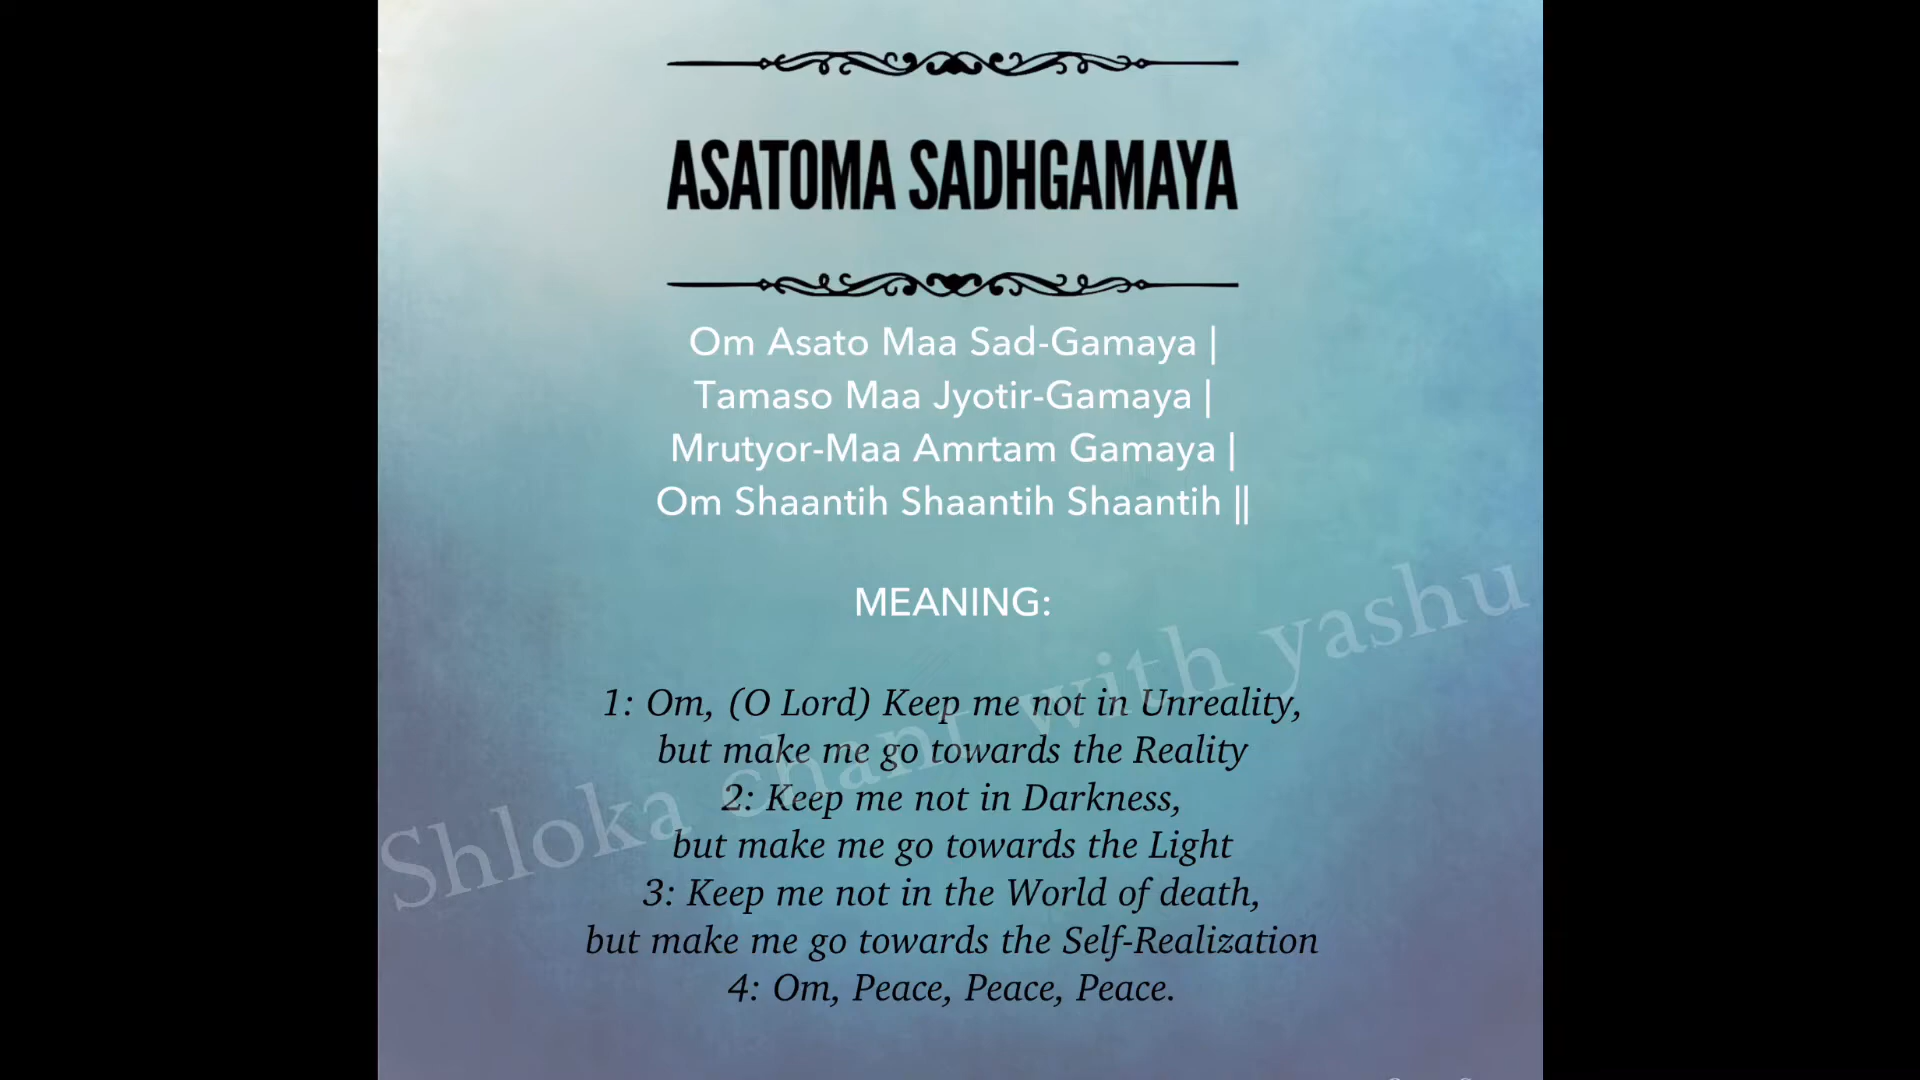 ASATOMA SADHGAMAYA
Om Asato Maa Sad-Gamaya |
Tamaso Maa Jyotir-Gamaya |
Mrutyor-Maa Amrtam Gamaya |
Om Shaantih Shaantih Shaantih ||
MEANING:
1: Om, (O Lord) Keep me not in Unreality,
but make me go towards the Reality
2: Keep me not in Darkness,
but make me go towards the Light
3: Keep me not in the World of death,
but make me go towards the Self-Realization
4: Om, Peace, Peace, Peace.
Shloka chant with yashu